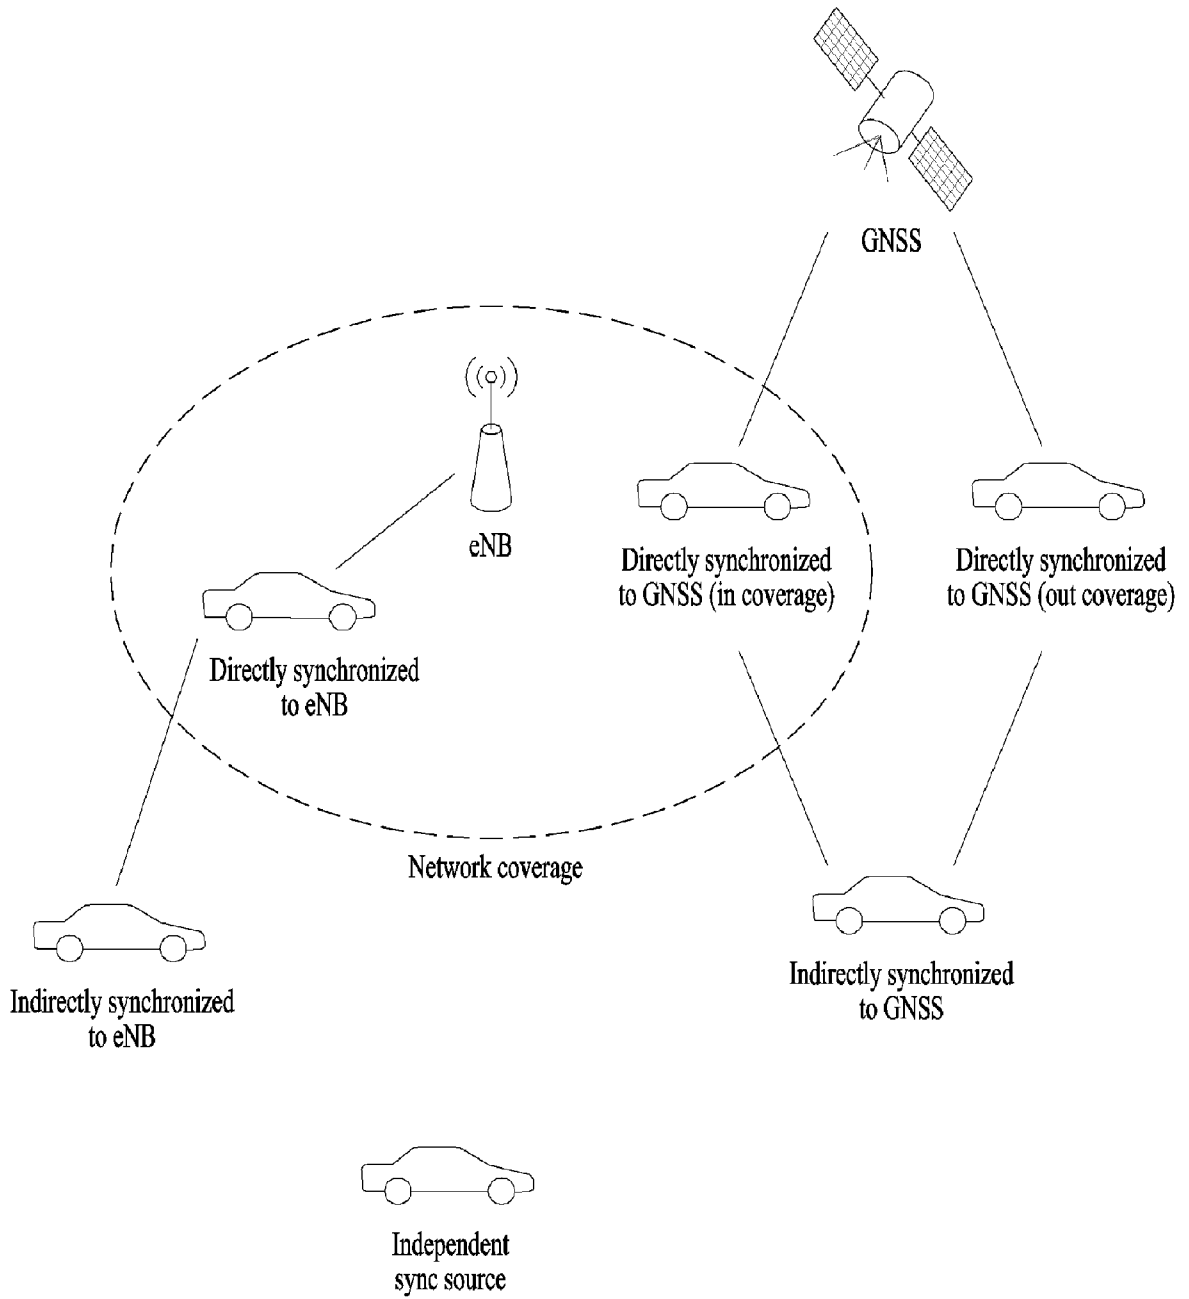 GNSS
eNB
Directly synchronized
to GNSS (in coverage)
Directly synchronized
to GNSS (out coverage)
Directly synchronized
to eNB
Network coverage
Indirectly synchronized
to eNB
Indirectly synchronized
to GNSS
Independent
sync source